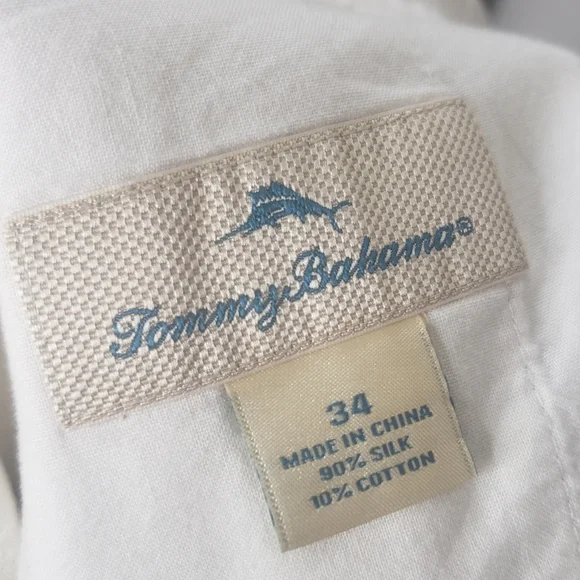 Tommy Bahama®
34
MADE IN CHINA
90% SILK
10% COTTON